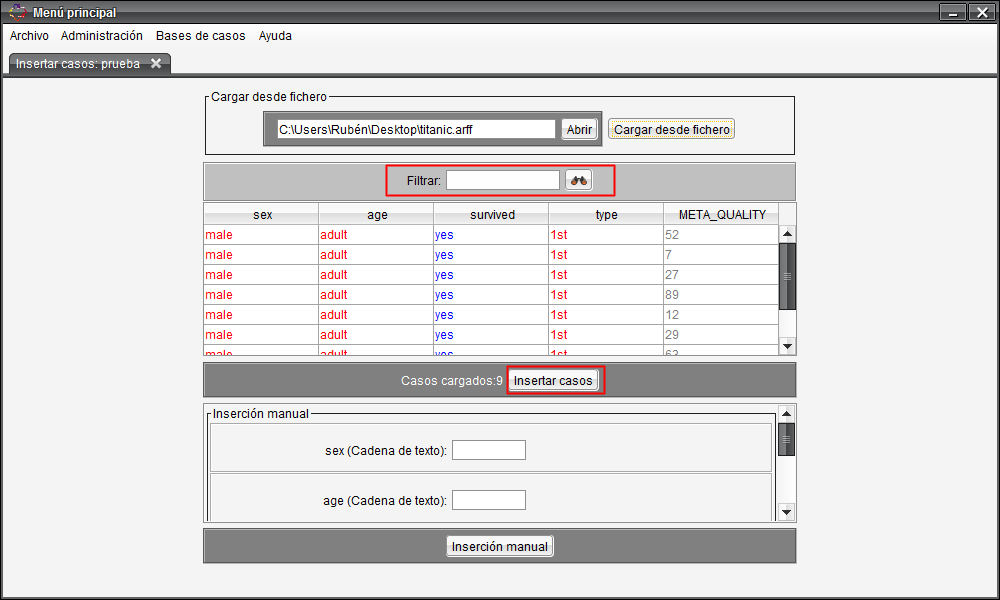 Menú principal
Archivo Administración Bases de casos Ayuda
Insertar casos: prueba
Cargar desde fichero
C:\Users\Rubén\Desktop\titanic.arff Abrir Cargar desde fichero
Filtrar:
sex age survived type META_QUALITY
male adult yes 1st 52
male adult yes 1st 7
male adult yes 1st 27
male adult yes 1st 89
male adult yes 1st 12
male adult yes 1st 29
male adult yes 1st 63
Casos cargados:9 Insertar casos
Inserción manual
sex (Cadena de texto):
age (Cadena de texto):
Inserción manual